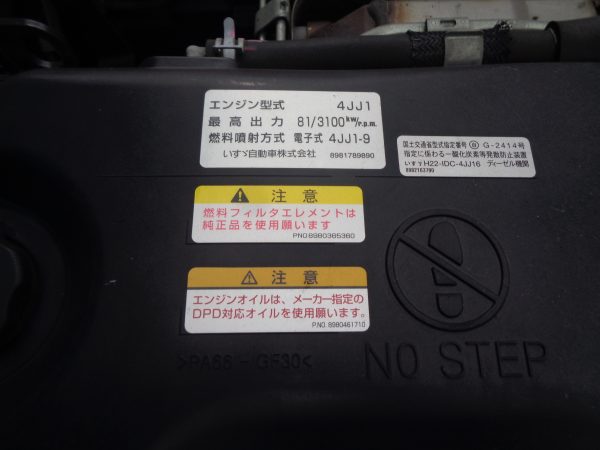 エンジン型式 4JJ1
最高出力 81/3100kW/r.p.m.
燃料噴射方式 電子式 4JJ1-9
いすゞ自動車株式会社 8981789890
国土交通省型式指定番号 G-2414号
指定に係わる一酸化炭素等発散防止装置
いすゞH22-IDC-4JJ16 ディーゼル機関
8982163790
注意
燃料フィルタエレメントは
純正品を使用願います
P.NO.8980385360
注意
エンジンオイルは、メーカー指定の
DPD対応オイルを使用願います。
P.NO. 8980461710
>PA66-GF30<
NO STEP